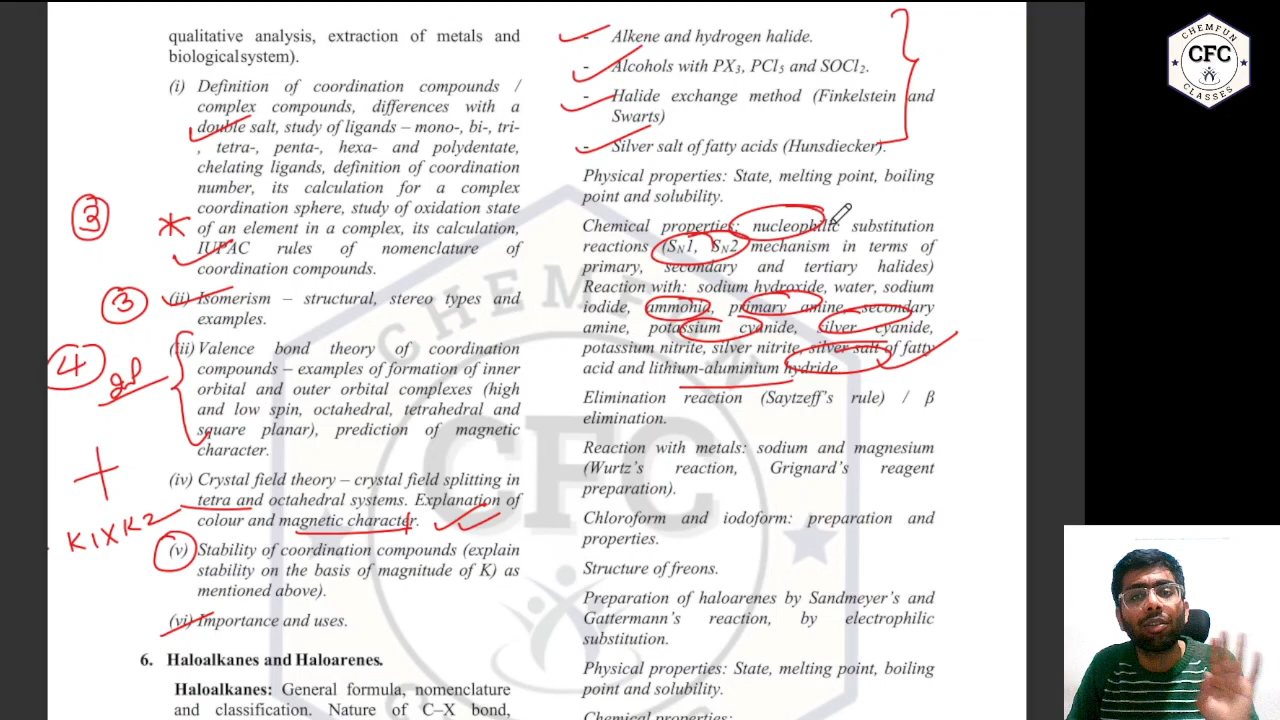 qualitative analysis, extraction of metals and
biological system).
(i) Definition of coordination compounds /
complex compounds, differences with a
double salt, study of ligands – mono-, bi-, tri-
, tetra-, penta-, hexa- and polydentate,
chelating ligands, definition of coordination
number, its calculation for a complex
coordination sphere, study of oxidation state
of an element in a complex, its calculation,
IUPAC rules of nomenclature of
coordination compounds.
3
(ii) Isomerism – structural, stereo types and
examples.
3
(iii) Valence bond theory of coordination
compounds – examples of formation of inner
orbital and outer orbital complexes (high
and low spin, octahedral, tetrahedral and
square planar), prediction of magnetic
character.
4
(iv) Crystal field theory – crystal field splitting in
tetra and octahedral systems. Explanation of
colour and magnetic character.
K1XK2
(v) Stability of coordination compounds (explain
stability on the basis of magnitude of K) as
mentioned above).
(vi) Importance and uses.
6. Haloalkanes and Haloarenes.
Haloalkanes: General formula, nomenclature
and classification. Nature of C–X bond,
- Alkene and hydrogen halide.
- Alcohols with PX3, PCl5 and SOCl2.
- Halide exchange method (Finkelstein and
Swarts)
- Silver salt of fatty acids (Hunsdiecker).
Physical properties: State, melting point, boiling
point and solubility.
Chemical properties: nucleophilic substitution
reactions (SN1, SN2 mechanism in terms of
primary, secondary and tertiary halides)
Reaction with: sodium hydroxide, water, sodium
iodide, ammonia, primary amine, secondary
amine, potassium cyanide, silver cyanide,
potassium nitrite, silver nitrite, silver salt of fatty
acid and lithium-aluminium hydride.
Elimination reaction (Saytzeff's rule) / β
elimination.
Reaction with metals: sodium and magnesium
(Wurtz's reaction, Grignard's reagent
preparation).
Chloroform and iodoform: preparation and
properties.
Structure of freons.
Preparation of haloarenes by Sandmeyer's and
Gattermann's reaction, by electrophilic
substitution.
Physical properties: State, melting point, boiling
point and solubility.
Chemical properties:
CHEMFUN
CFC
CLASSES
CHEM